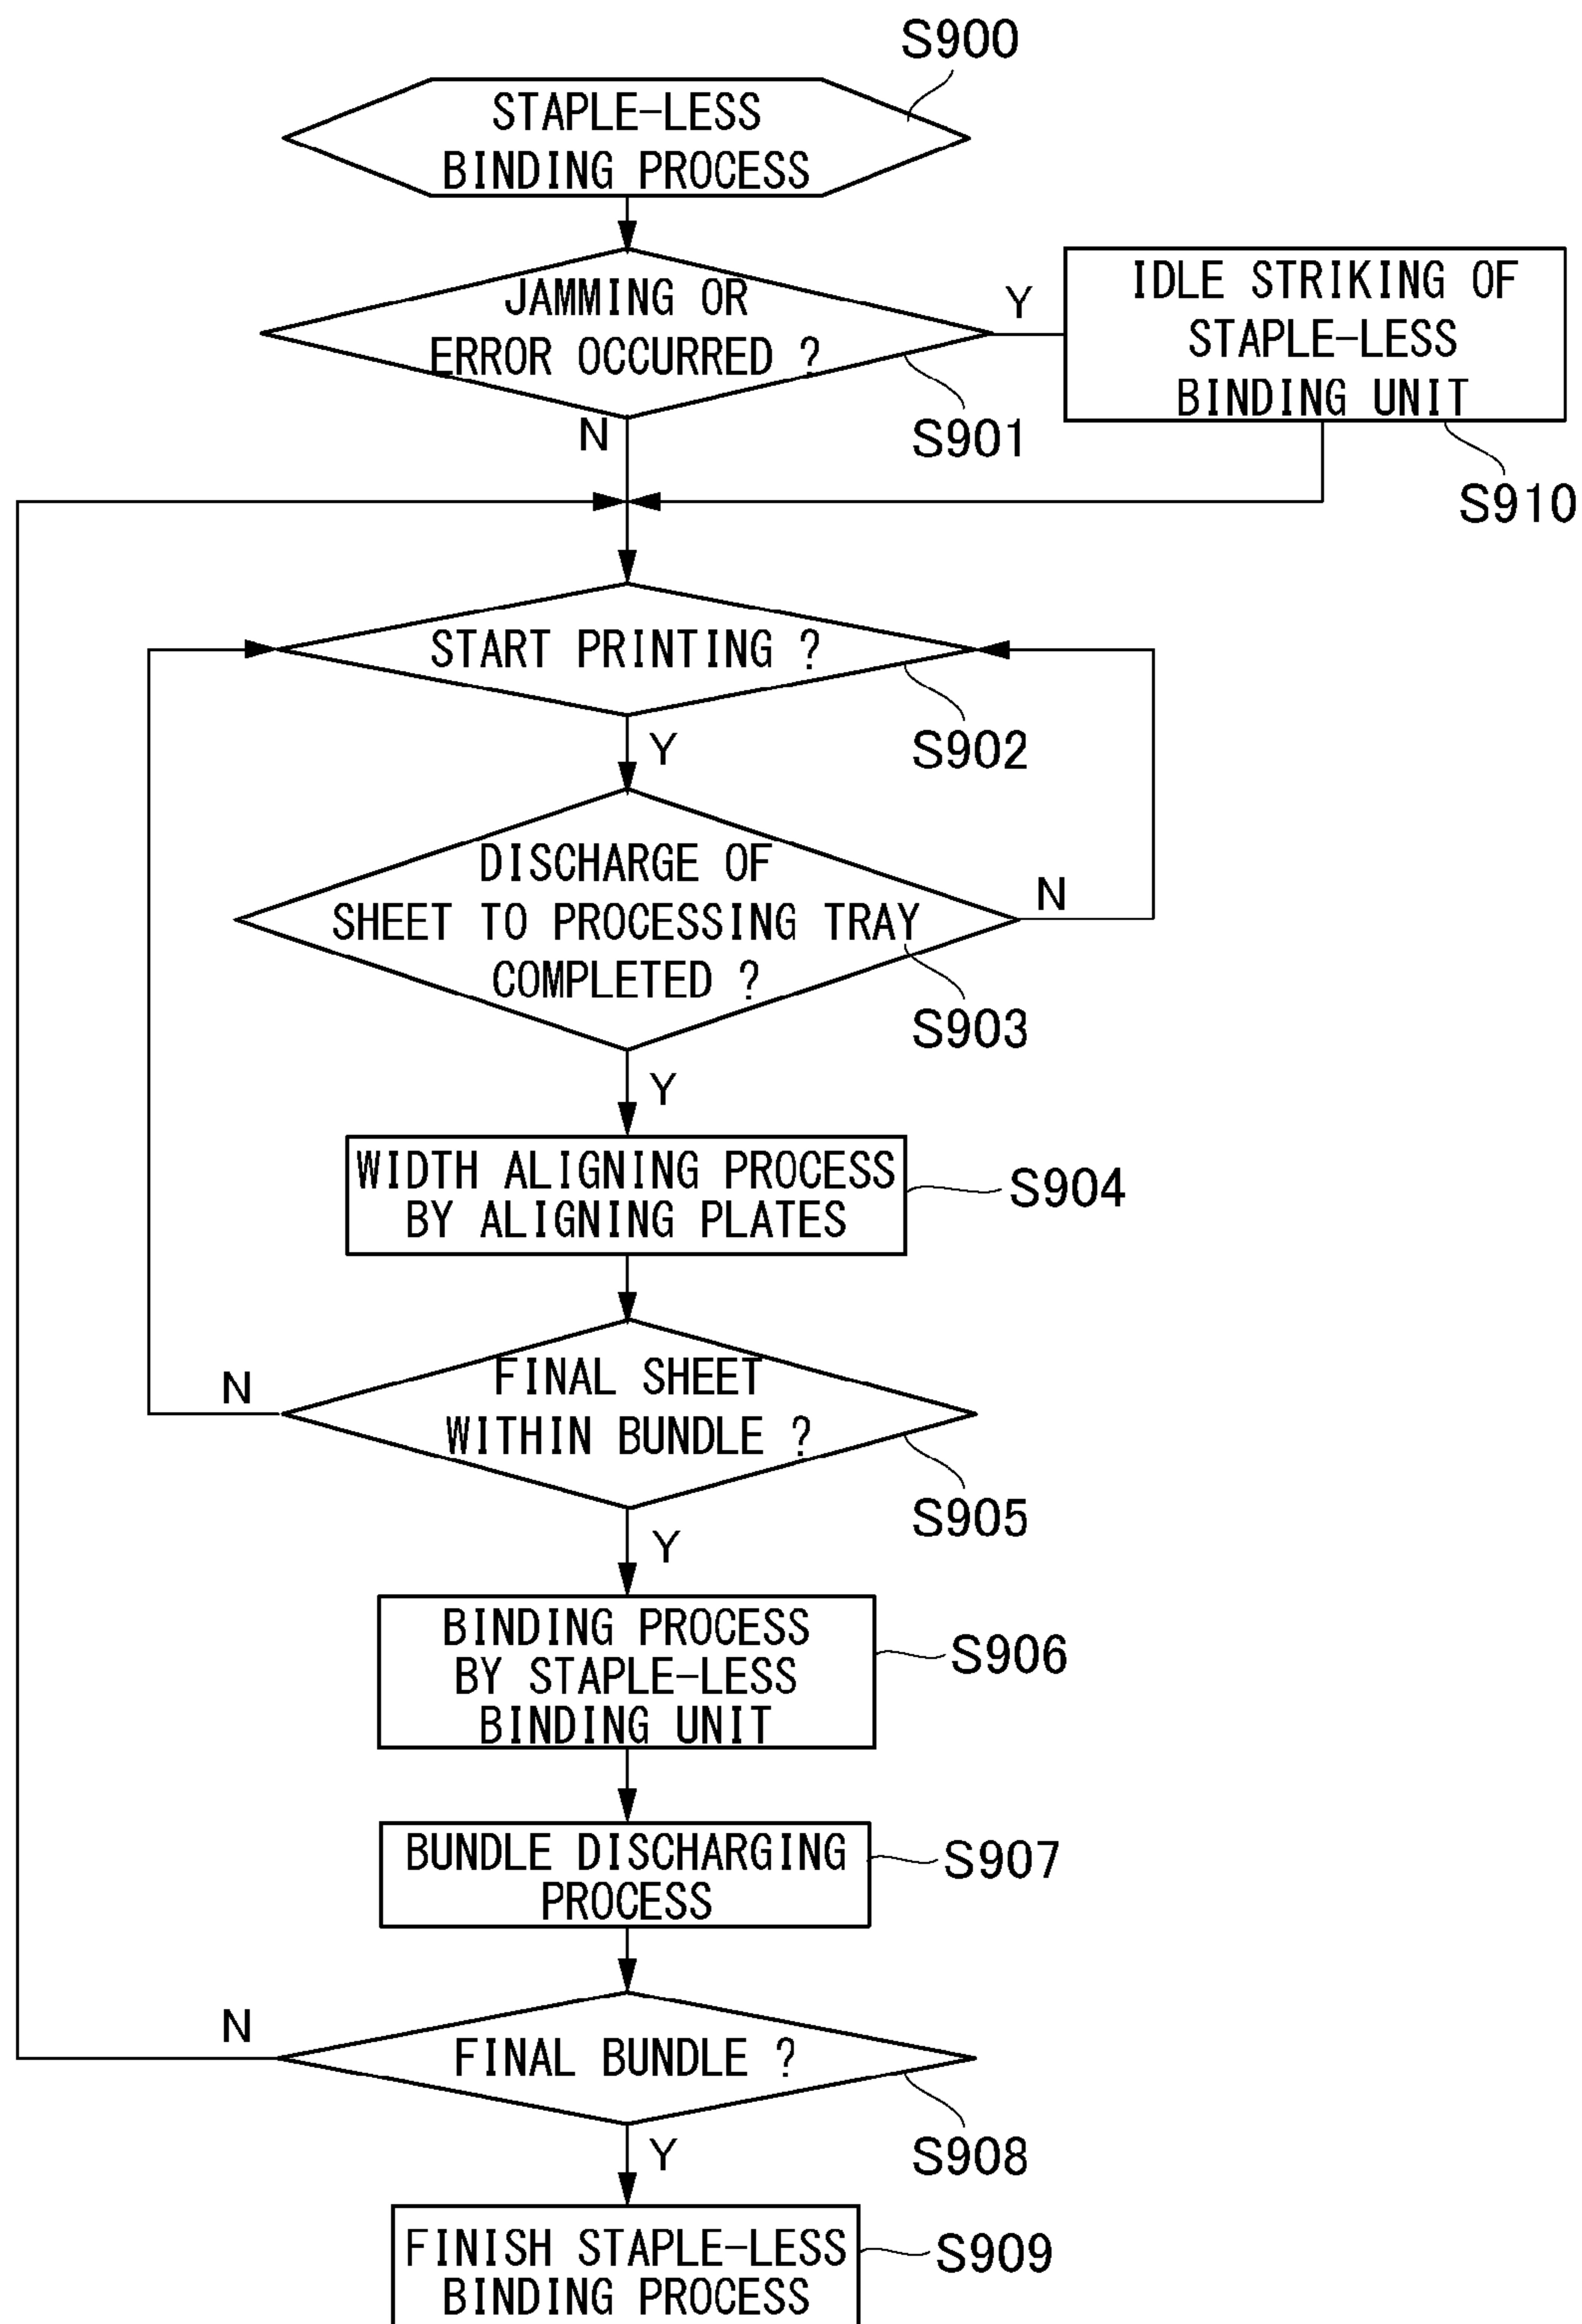 S900
STAPLE-LESS
BINDING PROCESS
JAMMING OR
ERROR OCCURRED ?
Y
N
S901
IDLE STRIKING OF
STAPLE-LESS
BINDING UNIT
S910
START PRINTING ?
S902
Y
DISCHARGE OF
SHEET TO PROCESSING TRAY
COMPLETED ?
N
S903
Y
WIDTH ALIGNING PROCESS
BY ALIGNING PLATES
S904
FINAL SHEET
WITHIN BUNDLE ?
N
S905
Y
BINDING PROCESS
BY STAPLE-LESS
BINDING UNIT
S906
BUNDLE DISCHARGING
PROCESS
S907
N
FINAL BUNDLE ?
S908
Y
FINISH STAPLE-LESS
BINDING PROCESS
S909